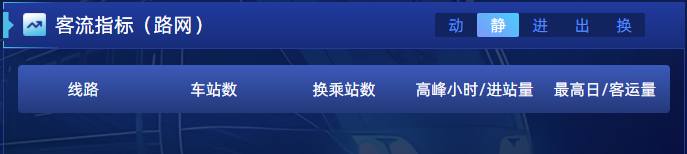 客流指标（路网） 动 静 进 出 换
线路 车站数 换乘站数 高峰小时/进站量 最高日/客运量